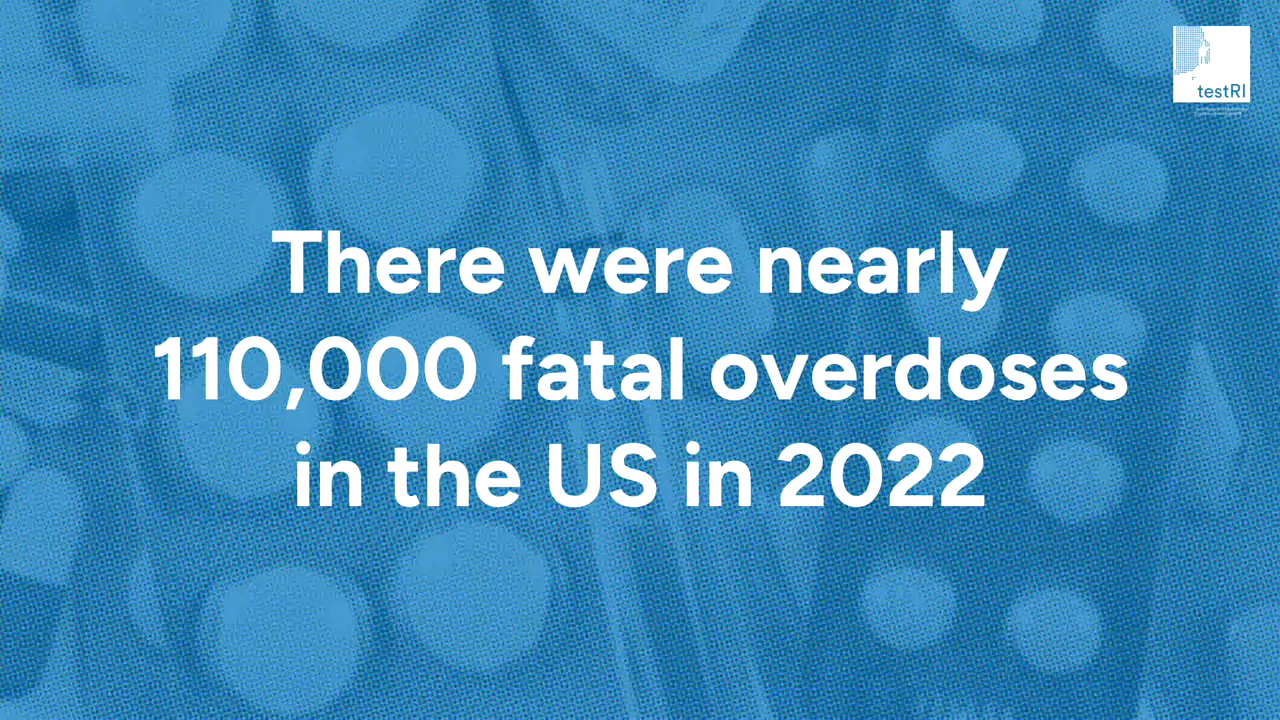 testRI
There were nearly
110,000 fatal overdoses
in the US in 2022